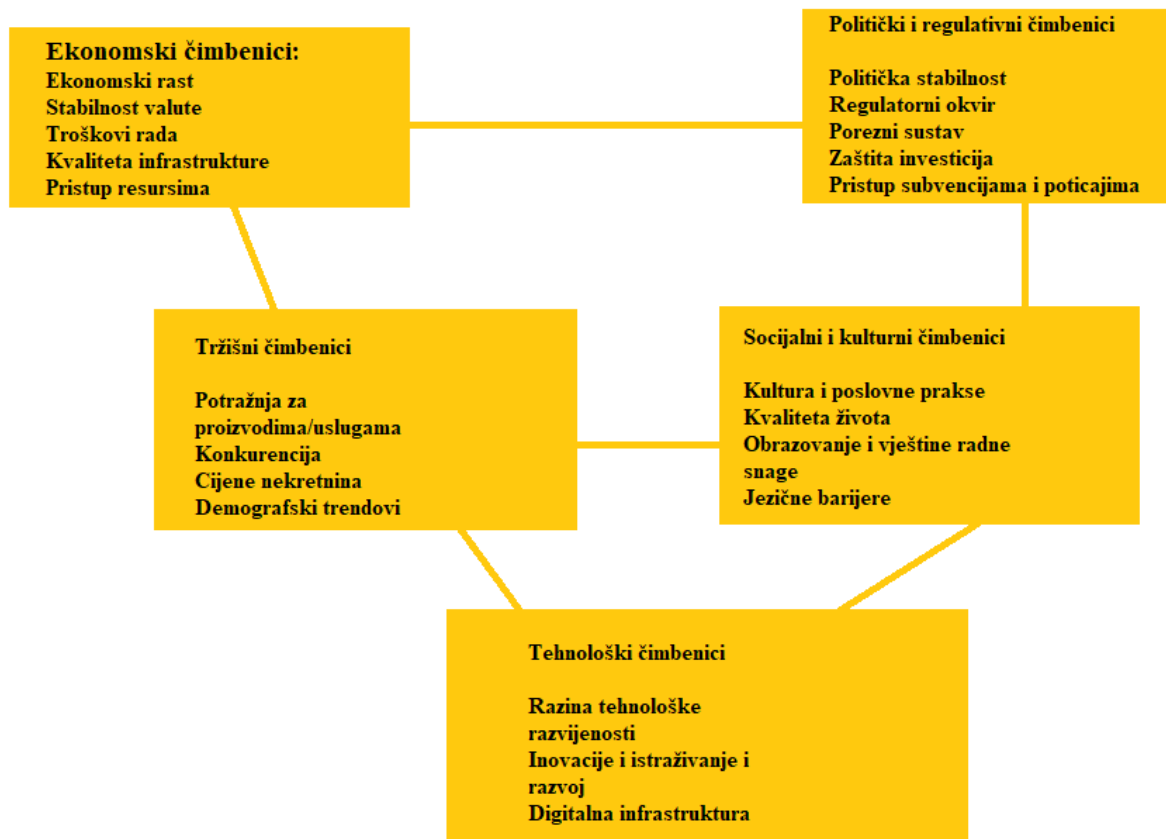 Ekonomski čimbenici:
Ekonomski rast
Stabilnost valute
Troškovi rada
Kvaliteta infrastrukture
Pristup resursima
Politički i regulativni čimbenici
Politička stabilnost
Regulatorni okvir
Porezni sustav
Zaštita investicija
Pristup subvencijama i poticajima
Tržišni čimbenici
Potražnja za
proizvodima/uslugama
Konkurencija
Cijene nekretnina
Demografski trendovi
Socijalni i kulturni čimbenici
Kultura i poslovne prakse
Kvaliteta života
Obrazovanje i vještine radne
snage
Jezične barijere
Tehnološki čimbenici
Razina tehnološke
razvijenosti
Inovacije i istraživanje i
razvoj
Digitalna infrastruktura